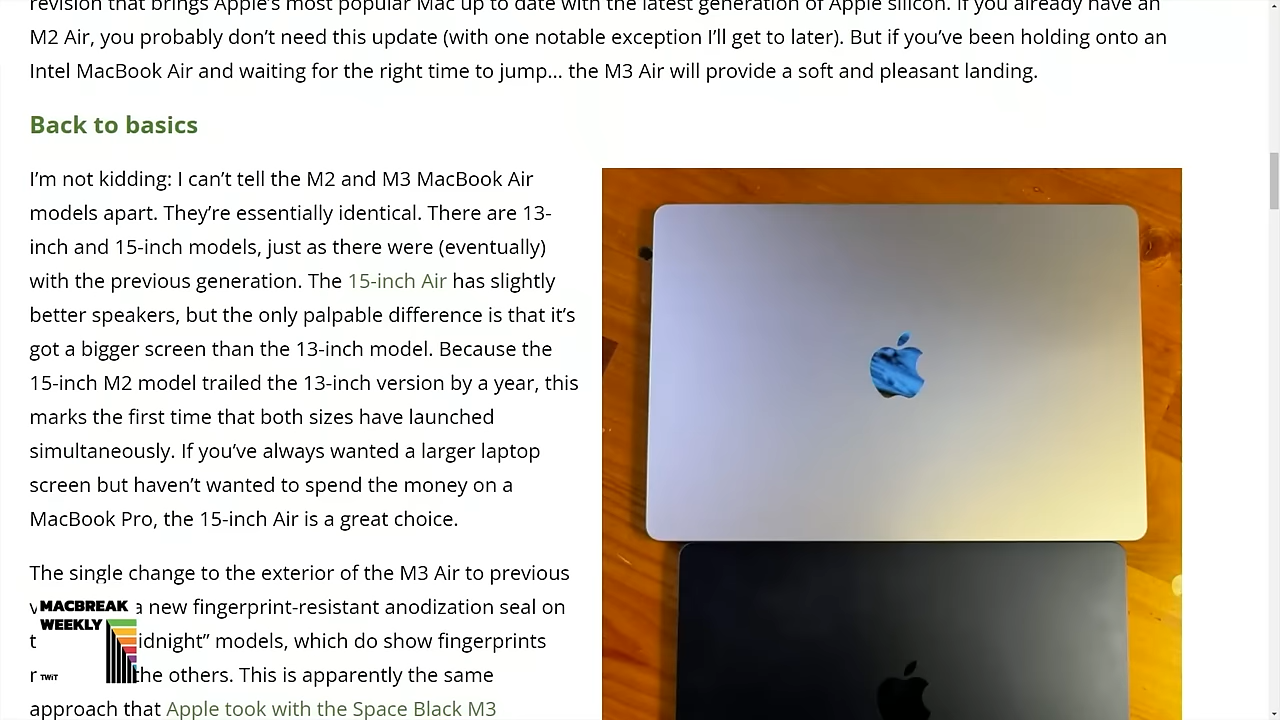 revision that brings Apple’s most popular Mac up to date with the latest generation of Apple silicon. If you already have an
M2 Air, you probably don’t need this update (with one notable exception I’ll get to later). But if you’ve been holding onto an
Intel MacBook Air and waiting for the right time to jump… the M3 Air will provide a soft and pleasant landing.
Back to basics
I’m not kidding: I can’t tell the M2 and M3 MacBook Air
models apart. They’re essentially identical. There are 13-
inch and 15-inch models, just as there were (eventually)
with the previous generation. The 15-inch Air has slightly
better speakers, but the only palpable difference is that it’s
got a bigger screen than the 13-inch model. Because the
15-inch M2 model trailed the 13-inch version by a year, this
marks the first time that both sizes have launched
simultaneously. If you’ve always wanted a larger laptop
screen but haven’t wanted to spend the money on a
MacBook Pro, the 15-inch Air is a great choice.
The single change to the exterior of the M3 Air to previous
a new fingerprint-resistant anodization seal on
idnight” models, which do show fingerprints
the others. This is apparently the same
approach that Apple took with the Space Black M3
MACBREAK
WEEKLY
TWiT